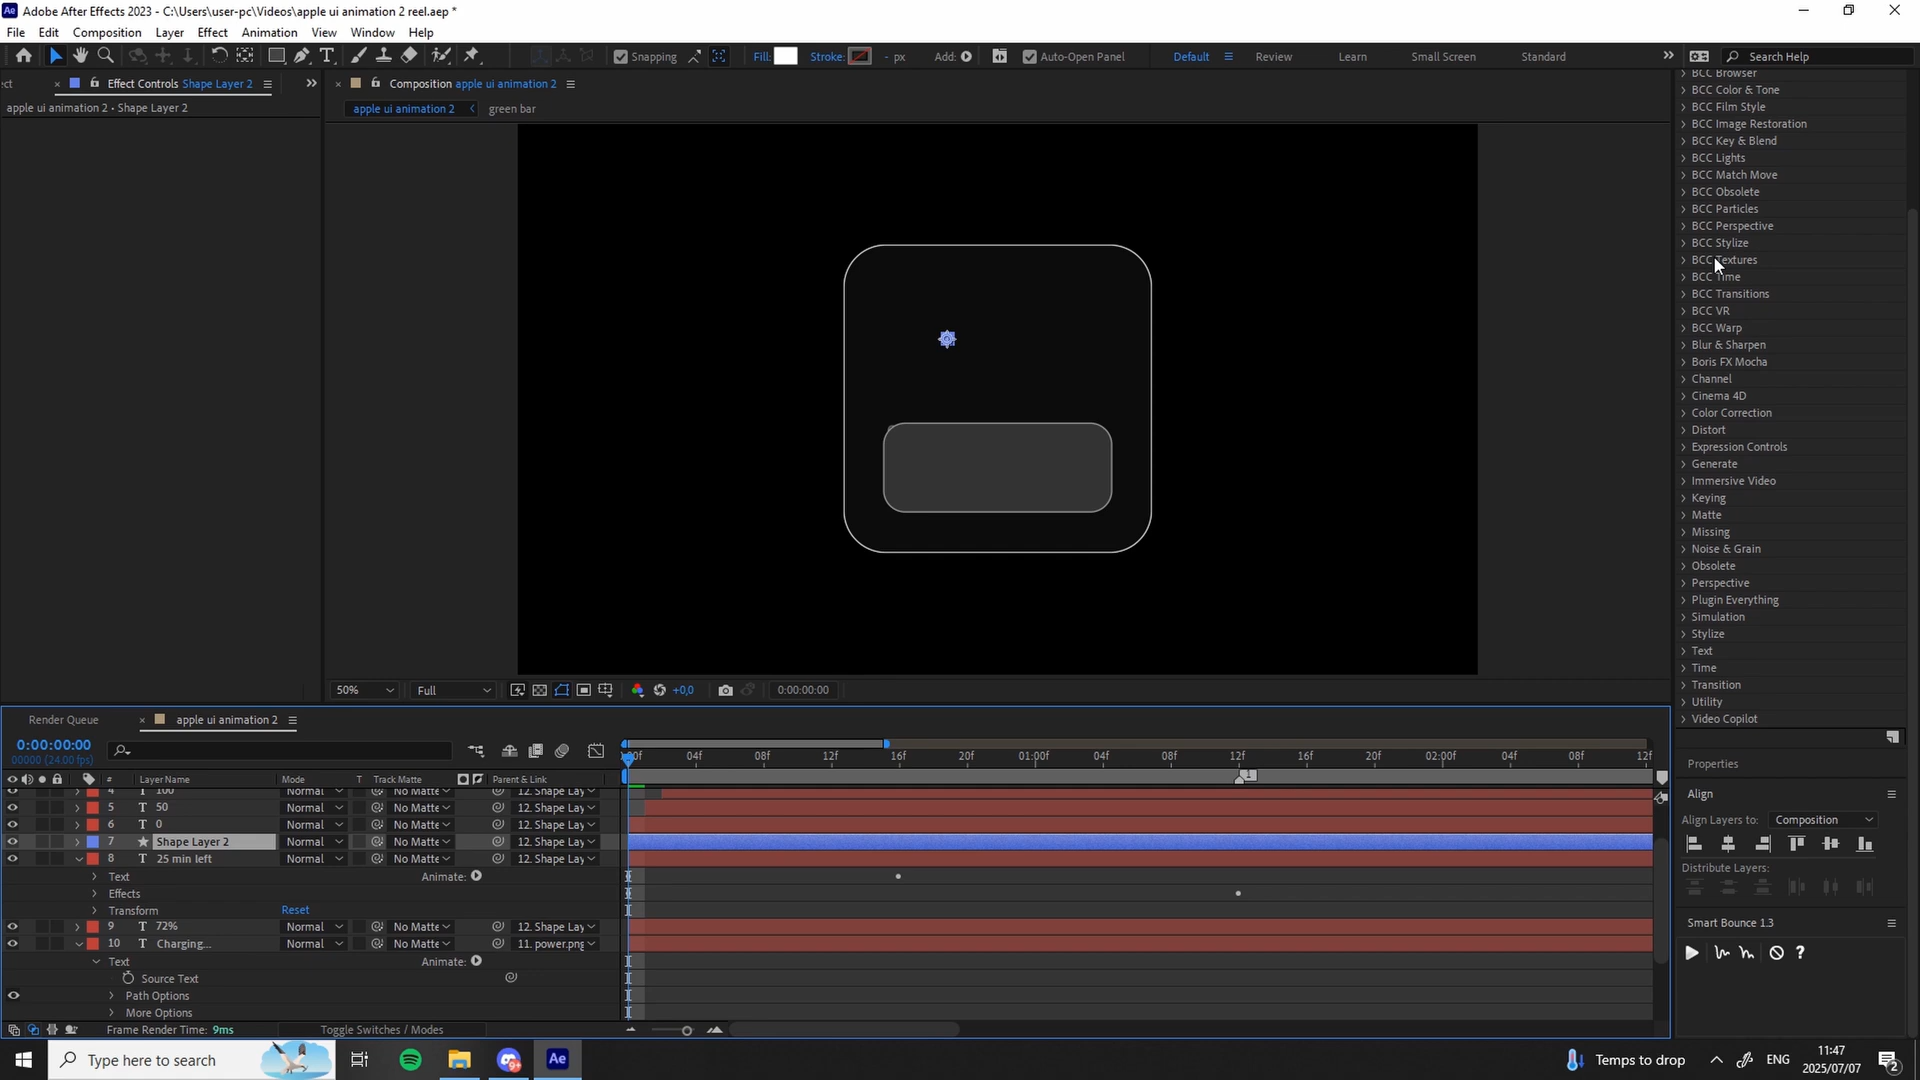 Adobe After Effects 2023 - C:\Users\user-pc\Videos\apple ui animation 2 reel.aep *
File Edit Composition Layer Effect Animation View Window Help
Snapping Fill: Stroke: - px Add: Auto-Open Panel Default Review Learn Small Screen Standard Search Help
ect Effect Controls Shape Layer 2
apple ui animation 2 • Shape Layer 2
Composition apple ui animation 2
apple ui animation 2 green bar
BCC Browser
BCC Color & Tone
BCC Film Style
BCC Image Restoration
BCC Key & Blend
BCC Lights
BCC Match Move
BCC Obsolete
BCC Particles
BCC Perspective
BCC Stylize
BCC Textures
BCC Time
BCC Transitions
BCC VR
BCC Warp
Blur & Sharpen
Boris FX Mocha
Channel
Cinema 4D
Color Correction
Distort
Expression Controls
Generate
Immersive Video
Keying
Matte
Missing
Noise & Grain
Obsolete
Perspective
Plugin Everything
Simulation
Stylize
Text
Time
Transition
Utility
Video Copilot
Properties
Align
Align Layers to: Composition
Distribute Layers:
Smart Bounce 1.3
50% Full +0,0 0:00:00:00
Render Queue apple ui animation 2
0:00:00:00
00000 (24.00 fps)
:00f 04f 08f 12f 16f 20f 01:00f 04f 08f 12f 16f 20f 02:00f 04f 08f 12f
1
# Layer Name Mode T Track Matte Parent & Link
4 T 100 Normal No Matte 12. Shape Lay
5 T 50 Normal No Matte 12. Shape Lay
6 T 0 Normal No Matte 12. Shape Lay
7 Shape Layer 2 Normal No Matte 12. Shape Lay
8 T 25 min left Normal No Matte 12. Shape Lay
Text Animate:
Effects
Transform Reset
9 T 72% Normal No Matte 12. Shape Lay
10 T Charging... Normal No Matte 11. power.png
Text Animate:
Source Text
Path Options
More Options
Frame Render Time: 9ms Toggle Switches / Modes
Type here to search Ae Temps to drop ENG
11:47
2025/07/07
2